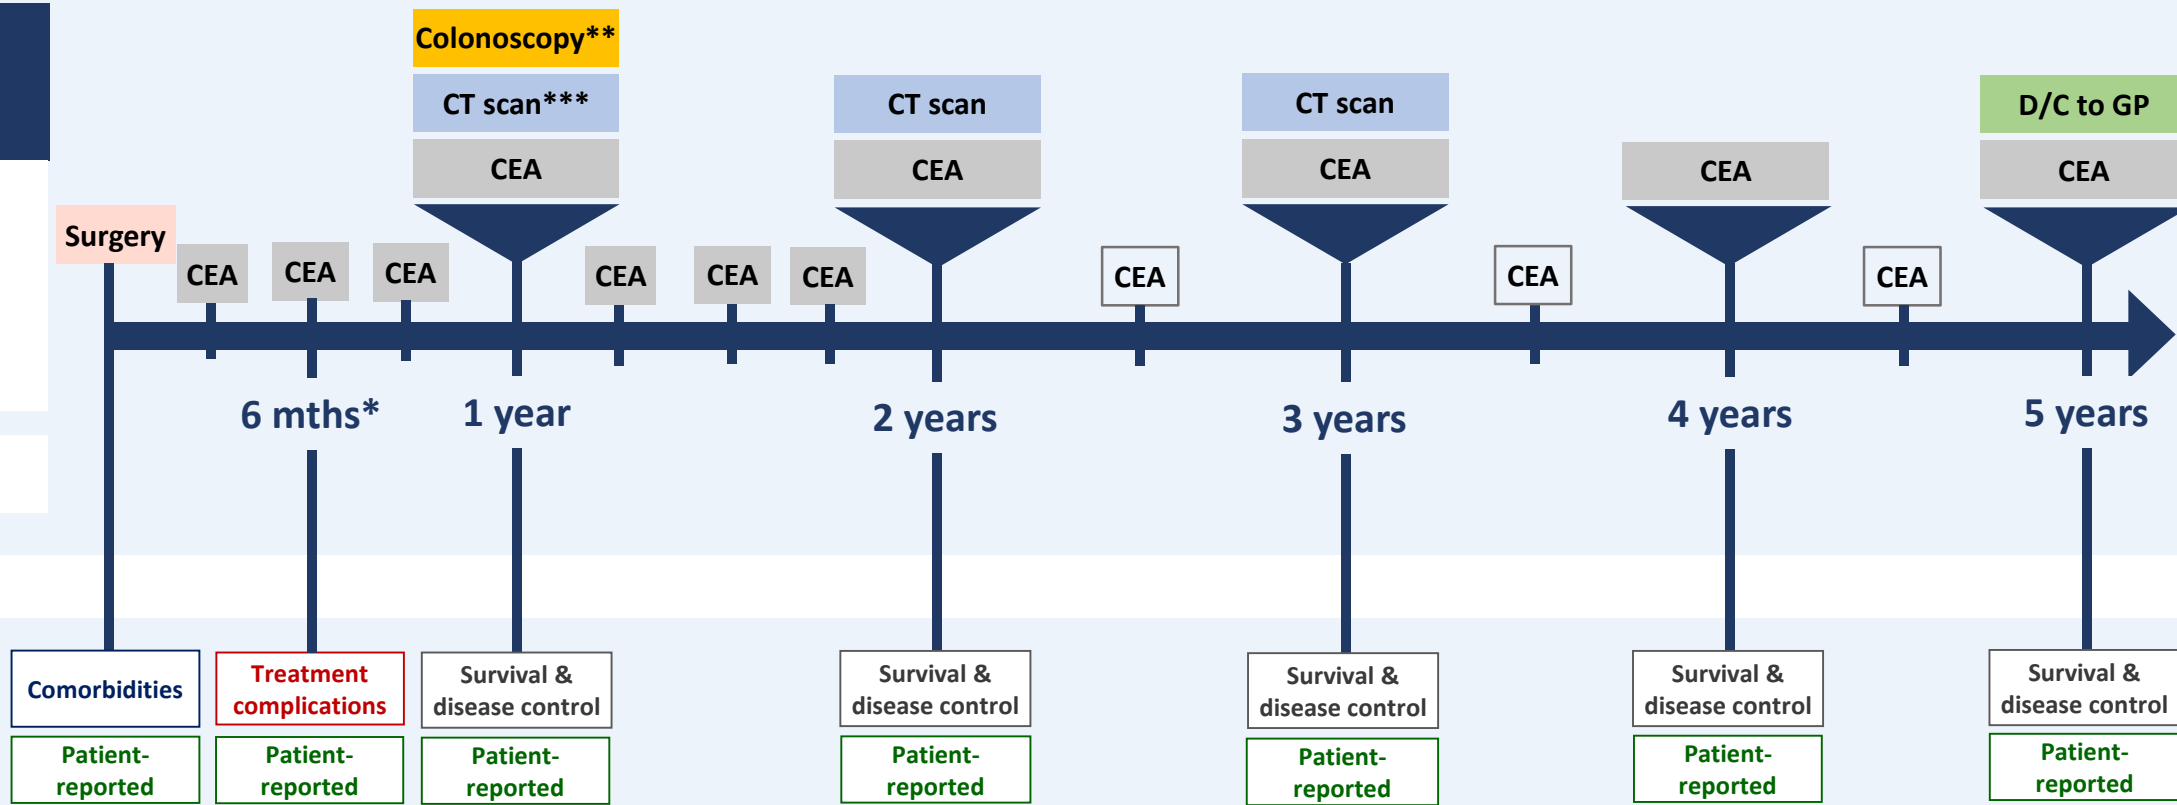 Colonoscopy**
CT scan***
CT scan
CT scan
D/C to GP
CEA
CEA
CEA
CEA
CEA
Surgery
CEA
CEA
CEA
CEA
CEA
CEA
CEA
CEA
CEA
6 mths*
1 year
2 years
3 years
4 years
5 years
Comorbidities
Treatment
complications
Survival &
disease control
Survival &
disease control
Survival &
disease control
Survival &
disease control
Survival &
disease control
Patient-
reported
Patient-
reported
Patient-
reported
Patient-
reported
Patient-
reported
Patient-
reported
Patient-
reported